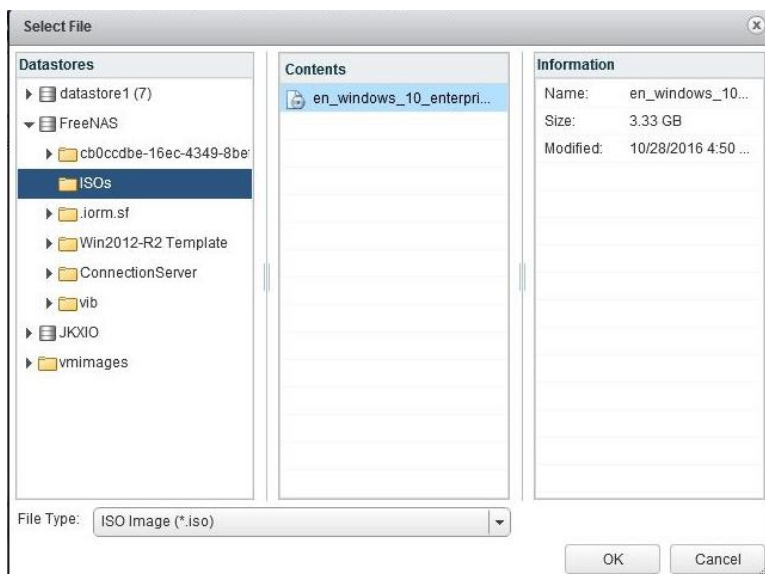 Select File
Datastores
datastore1 (7)
FreeNAS
cb0ccdbe-16ec-4349-8be
ISOs
.iorm.sf
Win2012-R2 Template
ConnectionServer
vib
JKXIO
vmimages
Contents
en_windows_10_enterpri...
Information
Name: en_windows_10...
Size: 3.33 GB
Modified: 10/28/2016 4:50 ...
File Type: ISO Image (*.iso)
OK Cancel